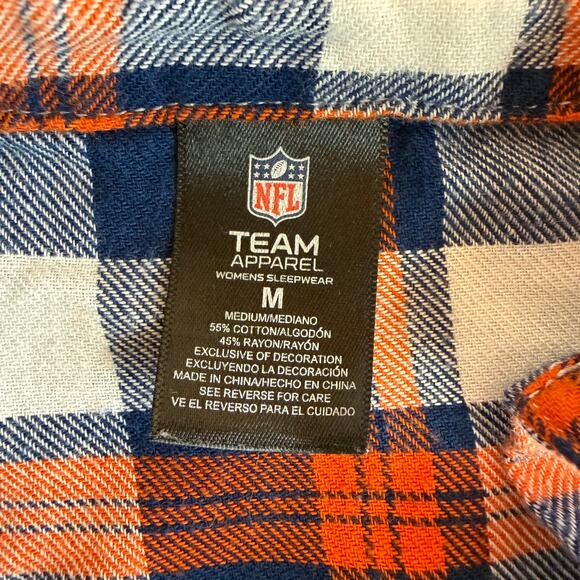 NFL
TEAM
APPAREL
WOMENS SLEEPWEAR
M
MEDIUM/MEDIANO
55% COTTON/ALGODÓN
45% RAYON/RAYÓN
EXCLUSIVE OF DECORATION
EXCLUYENDO LA DECORACIÓN
MADE IN CHINA/HECHO EN CHINA
SEE REVERSE FOR CARE
VE EL REVERSO PARA EL CUIDADO